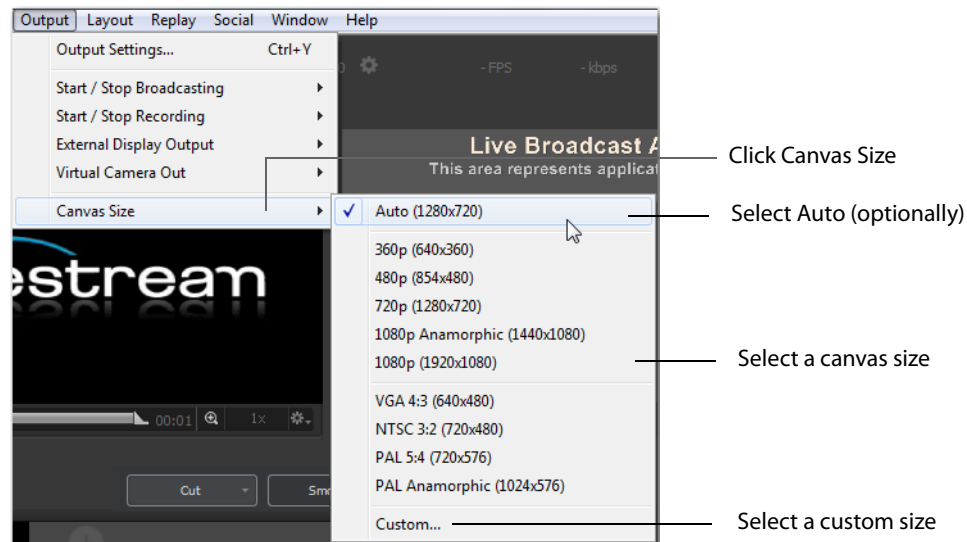 Output Layout Replay Social Window Help
Output Settings... Ctrl+Y
Start / Stop Broadcasting
Start / Stop Recording
External Display Output
Virtual Camera Out
Canvas Size
0 - FPS - kbps
Live Broadcast
This area represents
Click Canvas Size
Auto (1280x720)
Select Auto (optionally)
360p (640x360)
480p (854x480)
720p (1280x720)
1080p Anamorphic (1440x1080)
1080p (1920x1080)
Select a canvas size
VGA 4:3 (640x480)
NTSC 3:2 (720x480)
PAL 5:4 (720x576)
PAL Anamorphic (1024x576)
Custom...
Select a custom size
estream
00:01 1x
Cut